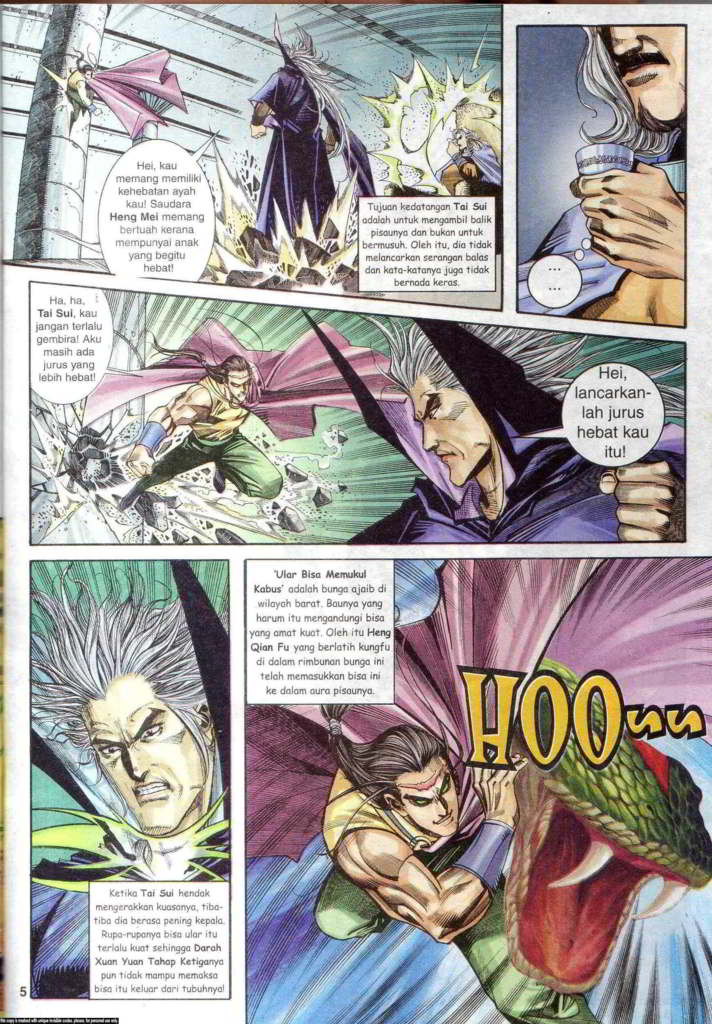 Hei, kau
memang memiliki
kehebatan ayah
kau! Saudara
Heng Mei memang
bertuah kerana
mempunyai anak
yang begitu
hebat!
Tujuan kedatangan Tai Sui
adalah untuk mengambil balik
pisaunya dan bukan untuk
bermusuh. Oleh itu, dia tidak
melancarkan serangan balas
dan kata-katanya juga tidak
bernada keras.
...
...
Ha, ha,
Tai Sui, kau
jangan terlalu
gembira! Aku
masih ada
jurus yang
lebih hebat!
Hei,
lancarkan-
lah jurus
hebat kau
itu!
Ketika Tai Sui hendak
mengerakkan kuasanya, tiba-
tiba dia berasa pening kepala.
Rupa-rupanya bisa ular itu
terlalu kuat sehingga Darah
Xuan Yuan Tahap Ketiganya
pun tidak mampu memaksa
bisa itu keluar dari tubuhnya!
'Ular Bisa Memukul
Kabus' adalah bunga ajaib di
wilayah barat. Baunya yang
harum itu mengandungi bisa
yang amat kuat. Oleh itu Heng
Qian Fu yang berlatih kungfu
di dalam rimbunan bunga ini
telah memasukkan bisa ini
ke dalam aura pisaunya.
HOOuu
5